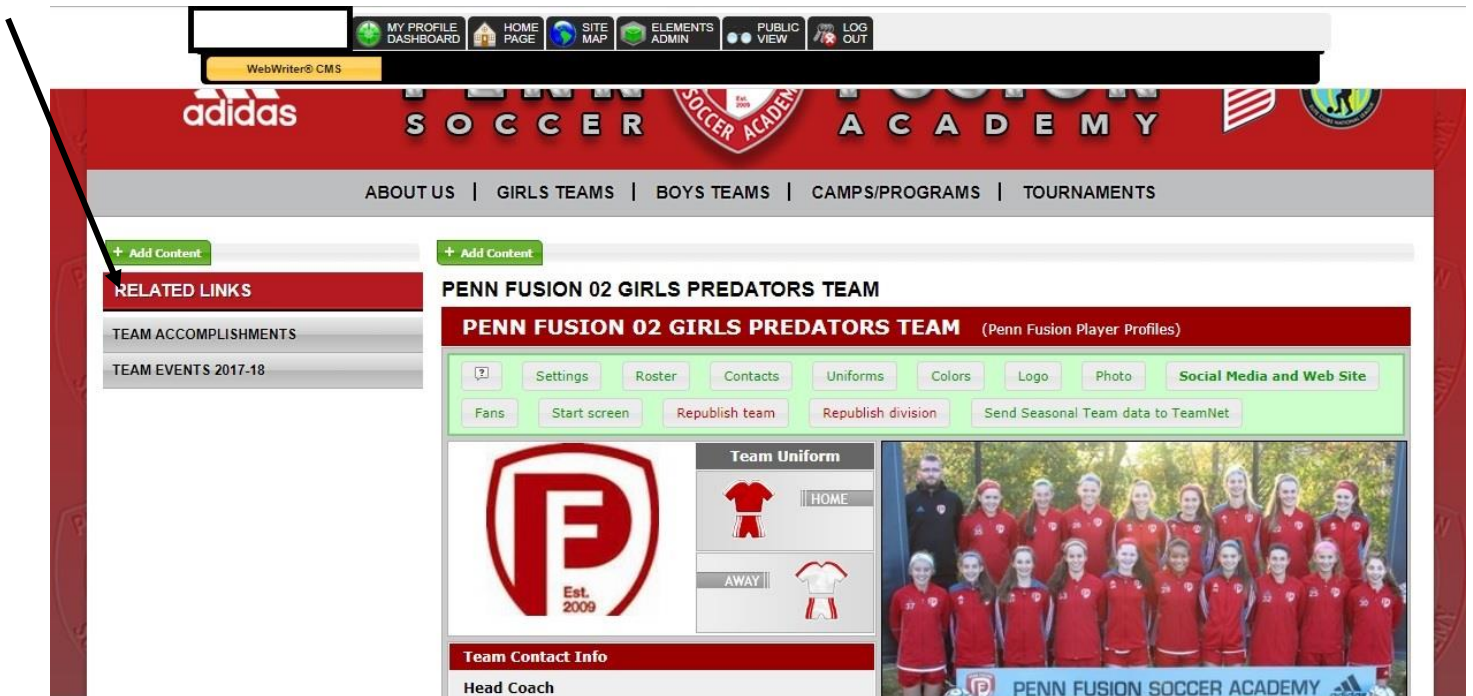 MY PROFILE DASHBOARD
HOME PAGE
SITE MAP
ELEMENTS ADMIN
PUBLIC VIEW
LOG OUT
WebWriter® CMS
adidas
SOCCER
SOCCER ACADEMY
ACADEMY
ABOUT US | GIRLS TEAMS | BOYS TEAMS | CAMPS/PROGRAMS | TOURNAMENTS
+ Add Content
RELATED LINKS
TEAM ACCOMPLISHMENTS
TEAM EVENTS 2017-18
+ Add Content
PENN FUSION 02 GIRLS PREDATORS TEAM
PENN FUSION 02 GIRLS PREDATORS TEAM (Penn Fusion Player Profiles)
? Settings Roster Contacts Uniforms Colors Logo Photo Social Media and Web Site
Fans Start screen Republish team Republish division Send Seasonal Team data to TeamNet
Est.
2009
Team Uniform
HOME
AWAY
PENN FUSION SOCCER ACADEMY
Team Contact Info
Head Coach